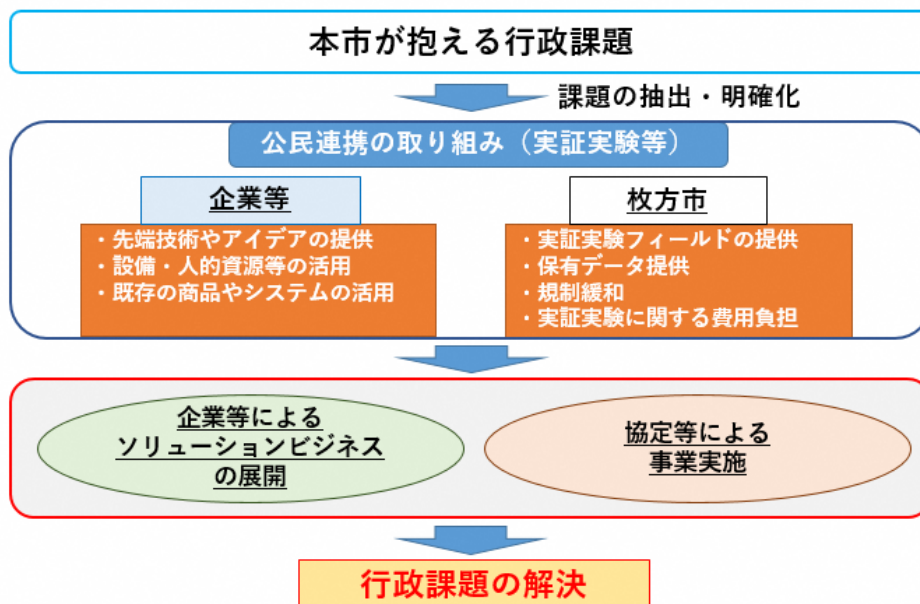 本市が抱える行政課題
課題の抽出・明確化
公民連携の取り組み（実証実験等）
企業等
・先端技術やアイデアの提供
・設備・人的資源等の活用
・既存の商品やシステムの活用
枚方市
・実証実験フィールドの提供
・保有データ提供
・規制緩和
・実証実験に関する費用負担
企業等による
ソリューションビジネス
の展開
協定等による
事業実施
行政課題の解決